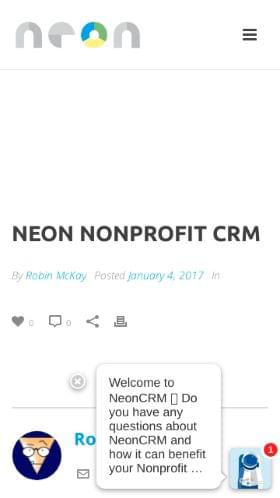 neon
NEON NONPROFIT CRM
By Robin McKay Posted January 4, 2017 In
0 0
Welcome to
NeonCRM ▯ Do
you have any
questions about
NeonCRM and
how it can benefit
your Nonprofit ...
Ro
1